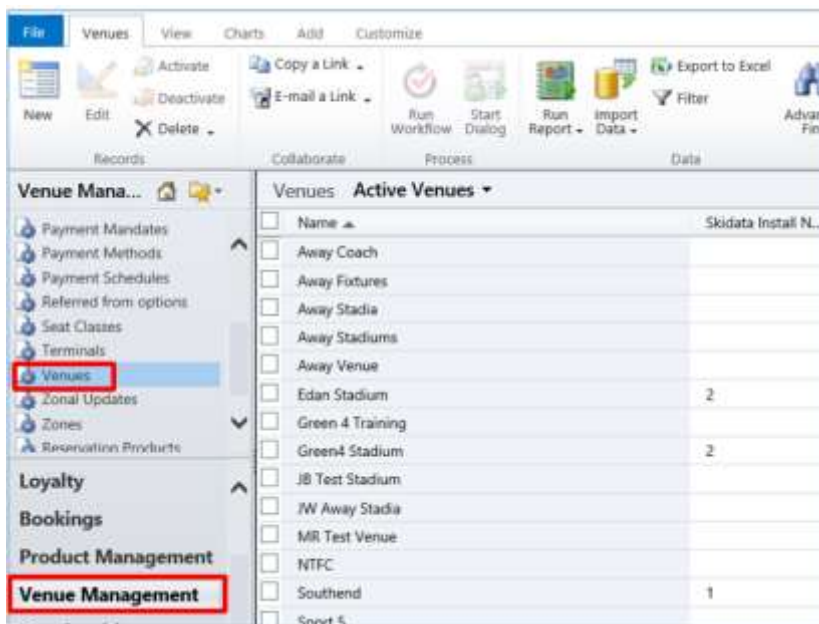 File Venues View Charts Add Customize
New
Edit
Activate
Deactivate
Delete
Copy a Link
E-mail a Link
Run Workflow
Start Dialog
Run Report
Import Data
Export to Excel
Filter
Records Collaborate Process Data
Venue Mana...
Payment Mandates
Payment Methods
Payment Schedules
Referred from options
Seat Classes
Terminals
Venues
Zonal Updates
Zones
Reservation Products
Loyalty
Bookings
Product Management
Venue Management
Venues Active Venues
Name Skidata Install N...
Away Coach
Away Fixtures
Away Stadia
Away Stadiums
Away Venue
Edan Stadium 2
Green 4 Training
Green4 Stadium 2
JB Test Stadium
JW Away Stadia
MR Test Venue
NTFC
Southend 1
Sport 5